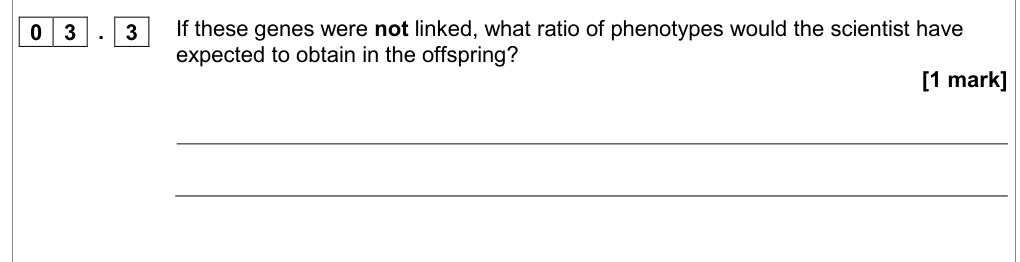 0 3 . 3 If these genes were not linked, what ratio of phenotypes would the scientist have
expected to obtain in the offspring?
[1 mark]